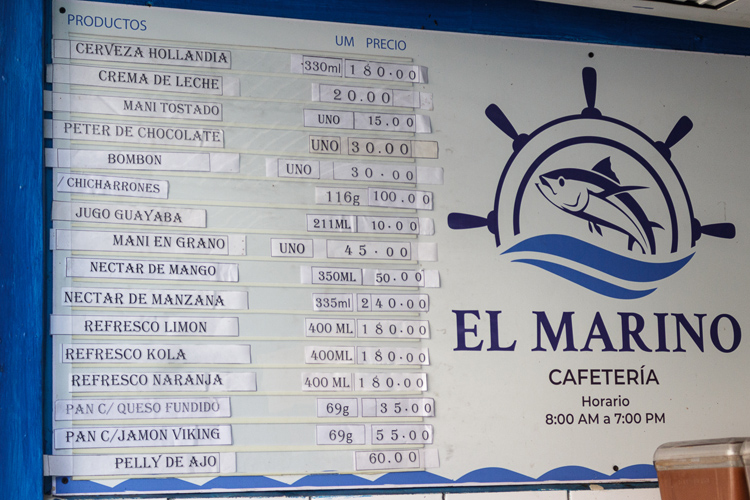 PRODUCTOS UM PRECIO
CERVEZA HOLLANDIA 330ml 180.00
CREMA DE LECHE 20.00
MANI TOSTADO UNO 15.00
PETER DE CHOCOLATE UNO 30.00
BOMBON UNO 30.00
/CHICHARRONES 116g 100.00
JUGO GUAYABA 211ML 10.00
MANI EN GRANO UNO 45.00
NECTAR DE MANGO 350ML 50.00
NECTAR DE MANZANA 335ml 240.00
REFRESCO LIMON 400 ML 180.00
REFRESCO KOLA 400ML 180.00
REFRESCO NARANJA 400 ML 180.00
PAN C/ QUESO FUNDIDO 69g 35.00
PAN C/JAMON VIKING 69g 55.00
PELLY DE AJO 60.00
EL MARINO
CAFETERÍA
Horario
8:00 AM a 7:00 PM